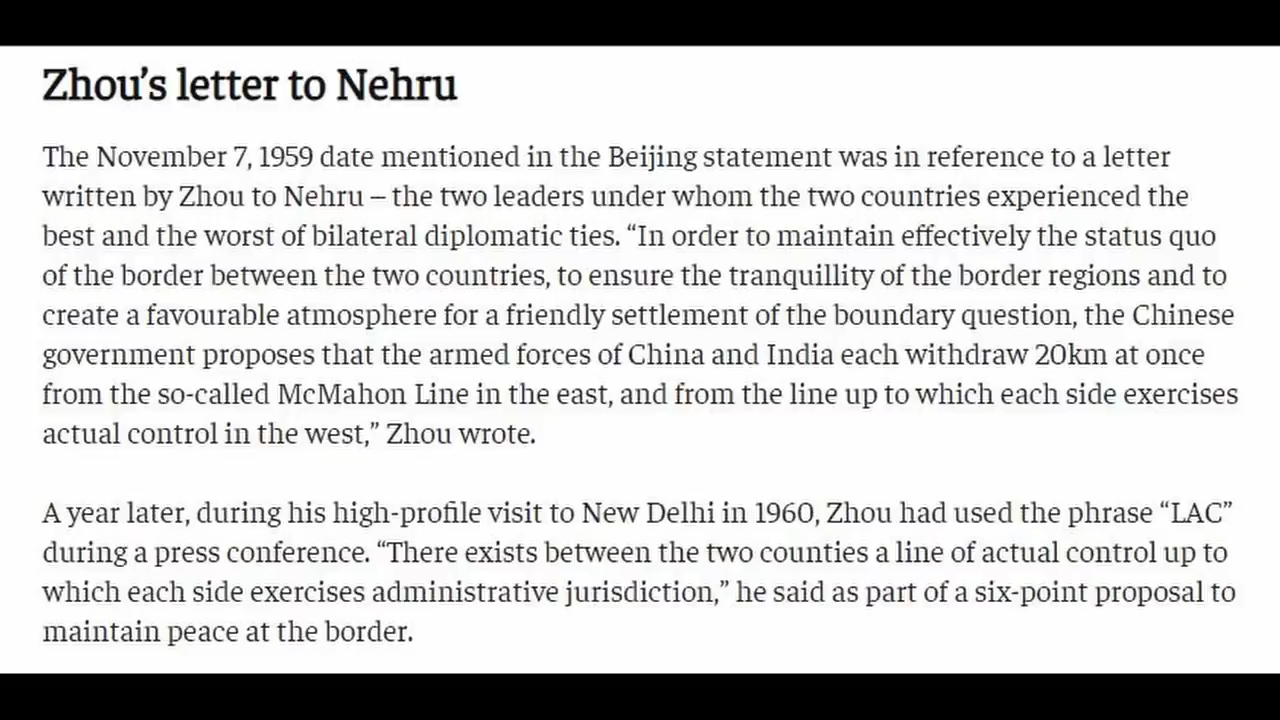 Zhou’s letter to Nehru
The November 7, 1959 date mentioned in the Beijing statement was in reference to a letter
written by Zhou to Nehru – the two leaders under whom the two countries experienced the
best and the worst of bilateral diplomatic ties. “In order to maintain effectively the status quo
of the border between the two countries, to ensure the tranquillity of the border regions and to
create a favourable atmosphere for a friendly settlement of the boundary question, the Chinese
government proposes that the armed forces of China and India each withdraw 20km at once
from the so-called McMahon Line in the east, and from the line up to which each side exercises
actual control in the west,” Zhou wrote.
A year later, during his high-profile visit to New Delhi in 1960, Zhou had used the phrase “LAC”
during a press conference. “There exists between the two counties a line of actual control up to
which each side exercises administrative jurisdiction,” he said as part of a six-point proposal to
maintain peace at the border.